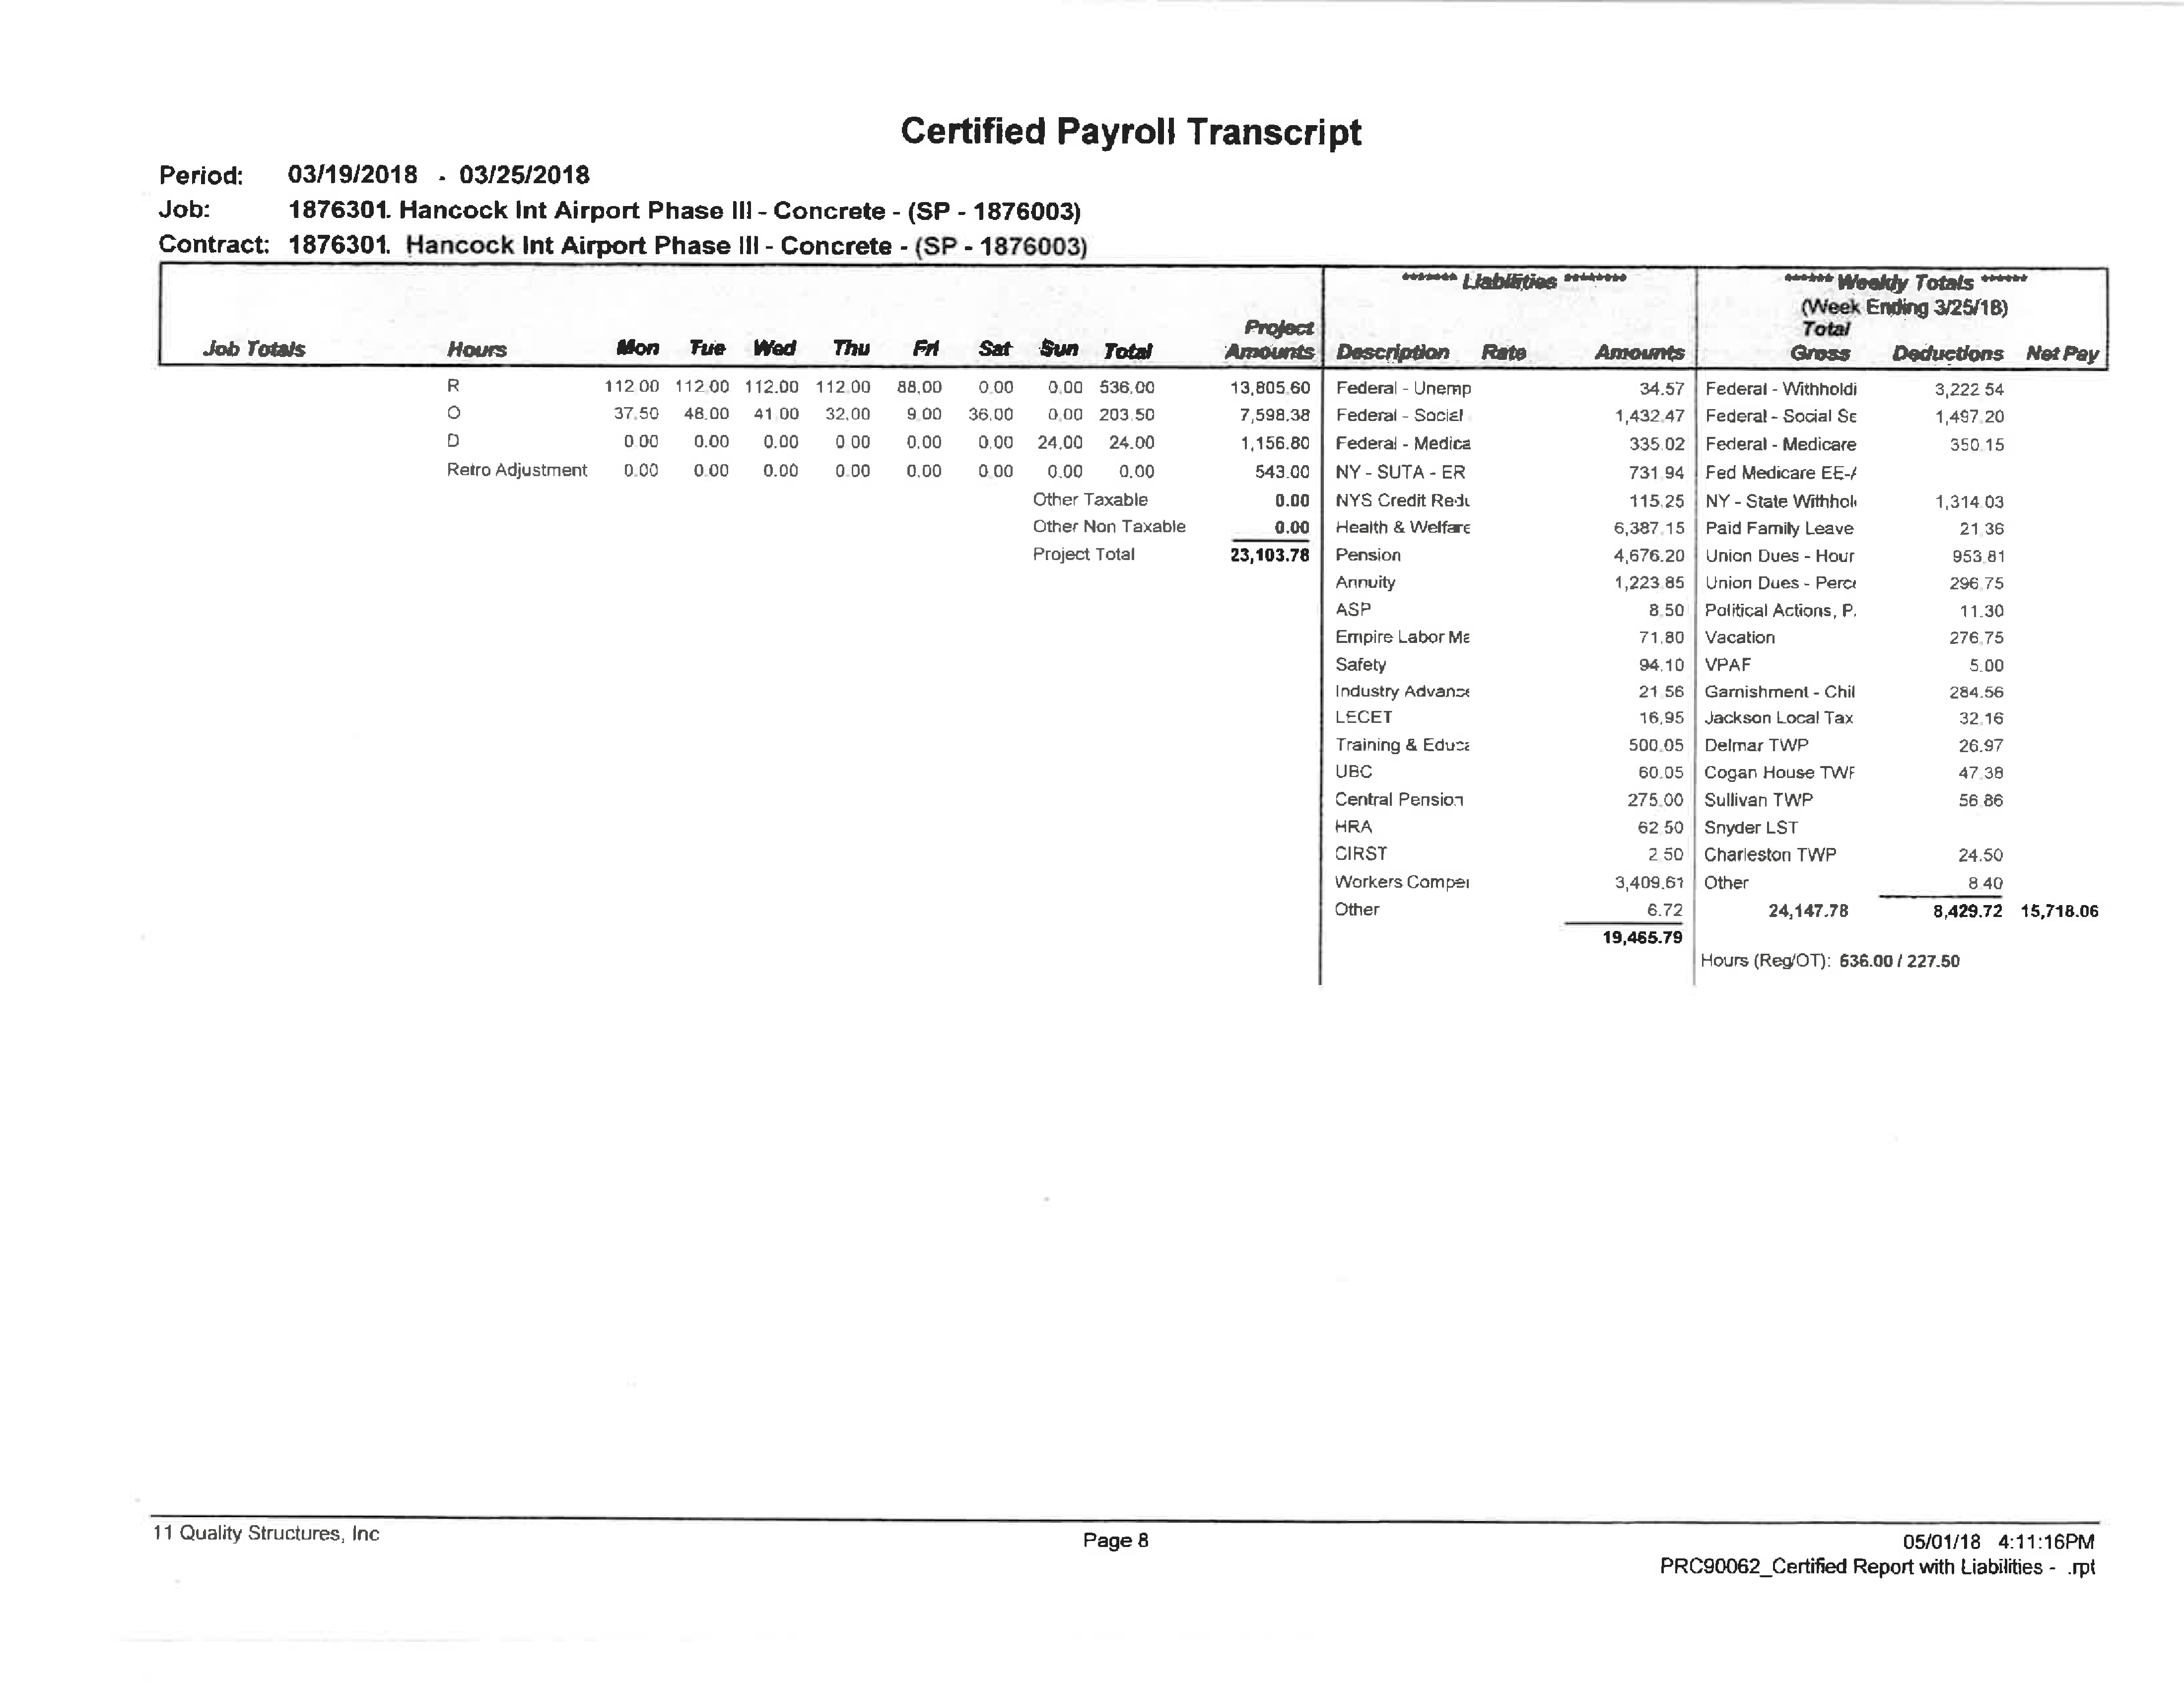 Certified Payroll Transcript
Period: 03/19/2018 - 03/25/2018
Job: 1876301. Hancock Int Airport Phase III - Concrete - (SP - 1876003)
Contract: 1876301. Hancock Int Airport Phase III - Concrete - (SP - 1876003)
******* Liabilities ******** ****** Weekly Totals ******
(Week Ending 3/25/18)
Project Total
Job Totals Hours Mon Tue Wed Thu Fri Sat Sun Total Amounts Description Rate Amounts Gross Deductions Net Pay
R 112.00 112.00 112.00 112.00 88.00 0.00 0.00 536.00 13,805.60 Federal - Unemp 34.57 Federal - Withholdi 3,222.54
O 37.50 48.00 41.00 32.00 9.00 36.00 0.00 203.50 7,598.38 Federal - Social 1,432.47 Federal - Social Se 1,497.20
D 0.00 0.00 0.00 0.00 0.00 0.00 24.00 24.00 1,156.80 Federal - Medica 335.02 Federal - Medicare 350.15
Retro Adjustment 0.00 0.00 0.00 0.00 0.00 0.00 0.00 0.00 543.00 NY - SUTA - ER 731.94 Fed Medicare EE-A
Other Taxable 0.00 NYS Credit Redu 115.25 NY - State Withhol 1,314.03
Other Non Taxable 0.00 Health & Welfare 6,387.15 Paid Family Leave 21.36
Project Total 23,103.78 Pension 4,676.20 Union Dues - Hour 953.81
Annuity 1,223.85 Union Dues - Perce 296.75
ASP 8.50 Political Actions, P. 11.30
Empire Labor Ma 71.80 Vacation 276.75
Safety 94.10 VPAF 5.00
Industry Advance 21.56 Garnishment - Chil 284.56
LECET 16.95 Jackson Local Tax 32.16
Training & Educa 500.05 Delmar TWP 26.97
UBC 60.05 Cogan House TWP 47.38
Central Pension 275.00 Sullivan TWP 56.86
HRA 62.50 Snyder LST
CIRST 2.50 Charleston TWP 24.50
Workers Compe 3,409.61 Other 8.40
Other 6.72 24,147.78 8,429.72 15,718.06
19,465.79
Hours (Reg/OT): 536.00 / 227.50
11 Quality Structures, Inc Page 8 05/01/18 4:11:16PM
PRC90062_Certified Report with Liabilities - .rpt